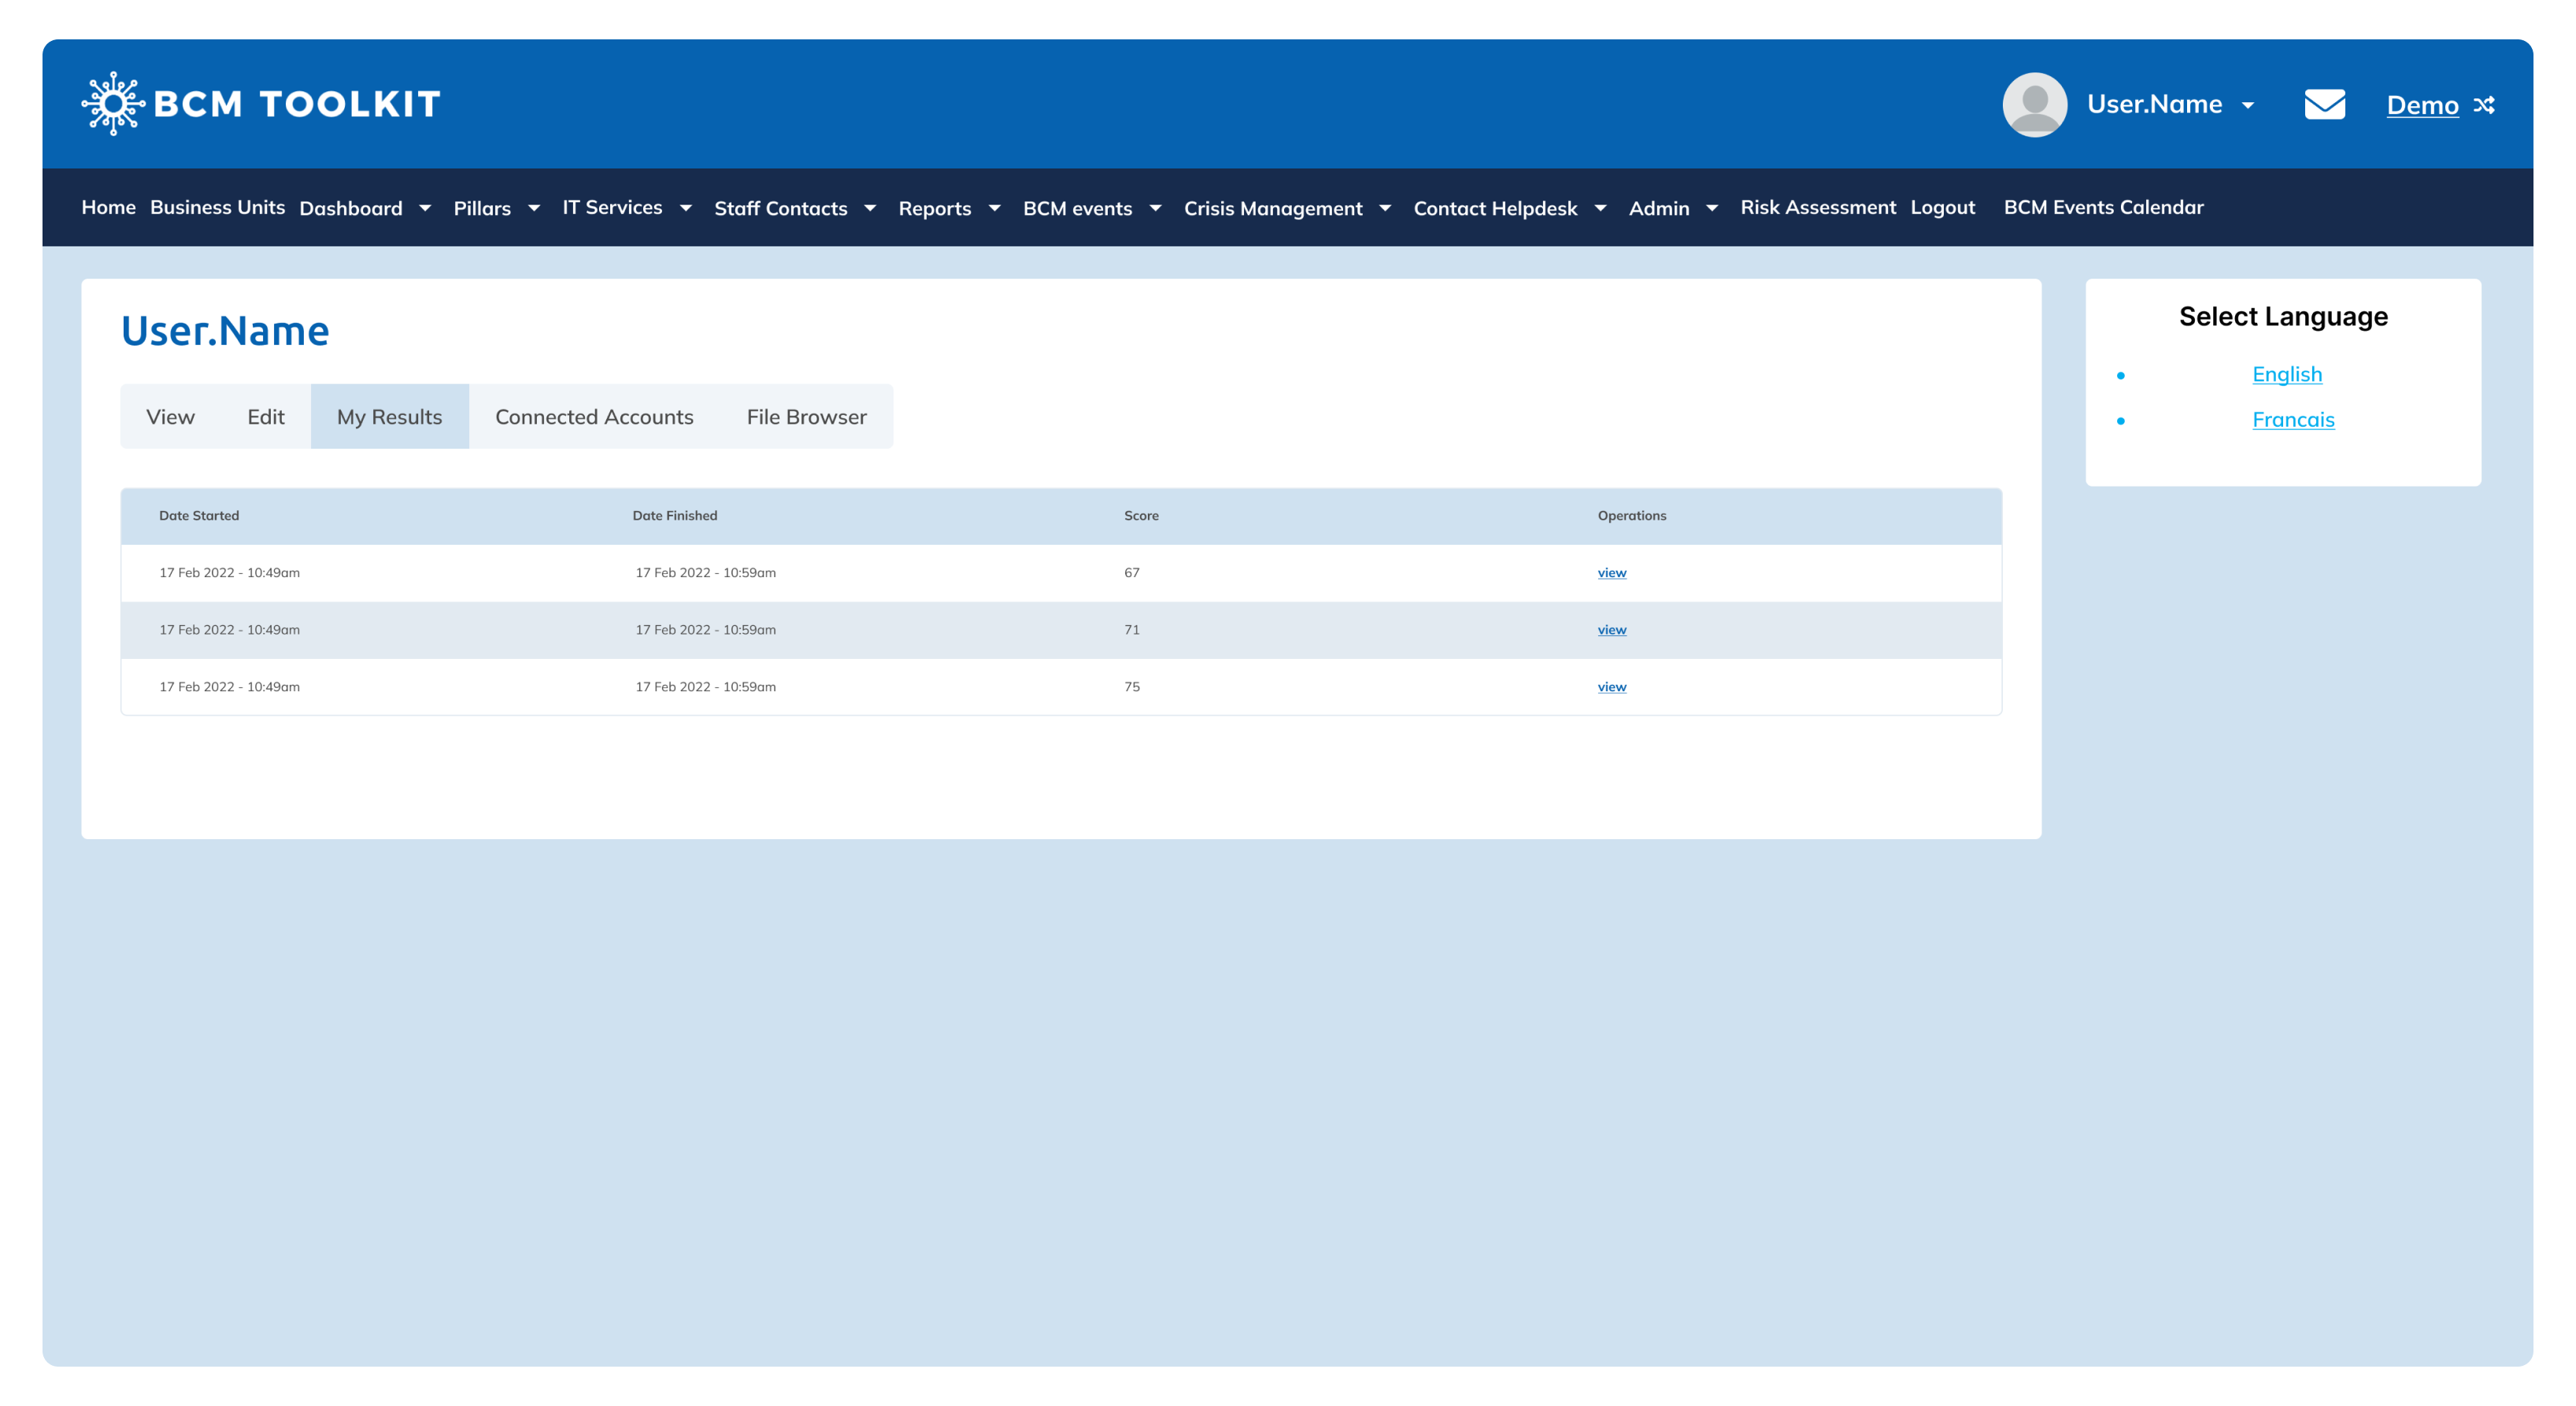 BCM TOOLKIT
User.Name
Demo
Home Business Units Dashboard Pillars IT Services Staff Contacts Reports BCM events Crisis Management Contact Helpdesk Admin Risk Assessment Logout BCM Events Calendar
User.Name
View Edit My Results Connected Accounts File Browser
Date Started Date Finished Score Operations
17 Feb 2022 - 10:49am 17 Feb 2022 - 10:59am 67 view
17 Feb 2022 - 10:49am 17 Feb 2022 - 10:59am 71 view
17 Feb 2022 - 10:49am 17 Feb 2022 - 10:59am 75 view
Select Language
English
Francais